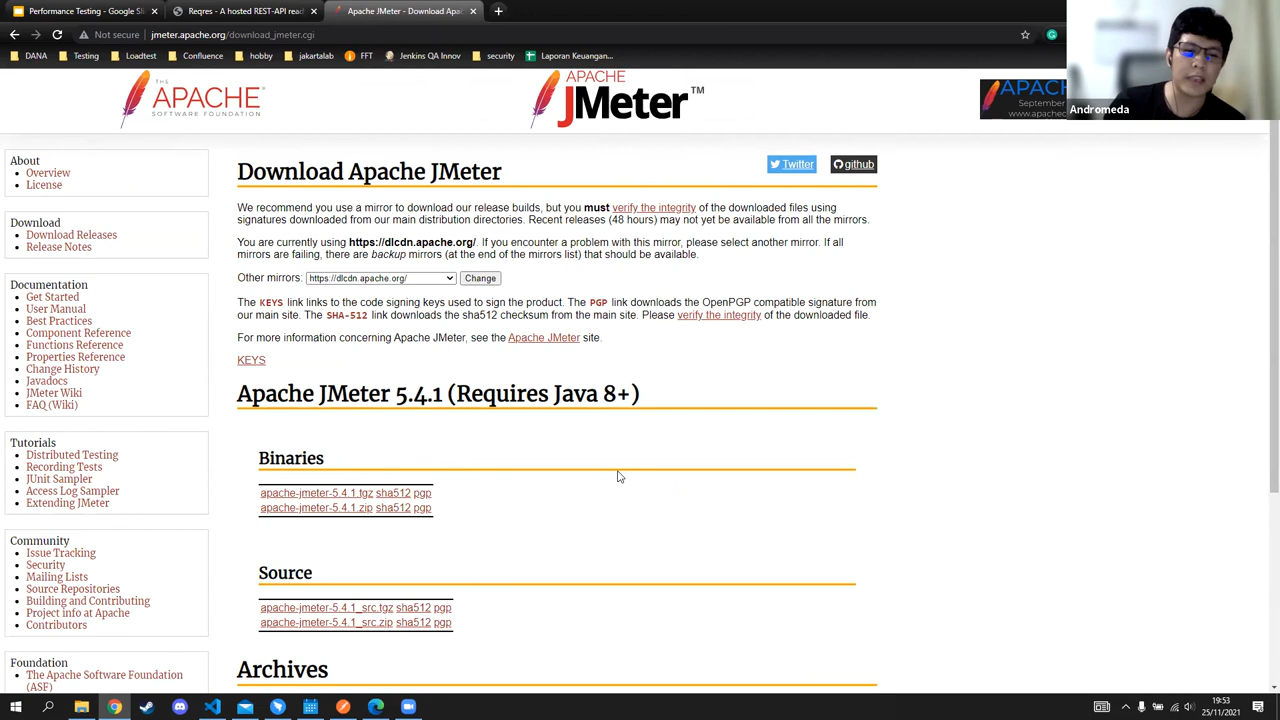 Performance Testing - Google S
Reqres - A hosted REST-API read
Apache JMeter - Download Apac
Not secure | jmeter.apache.org/download_jmeter.cgi
DANA
Testing
Loadtest
Confluence
hobby
jakartalab
FFT
Jenkins QA Innov
security
Laporan Keuangan...
THE
APACHE
SOFTWARE FOUNDATION
APACHE
JMeter™
APAC
September
www.apachec
Andromeda
About
Overview
License
Download
Download Releases
Release Notes
Documentation
Get Started
User Manual
Best Practices
Component Reference
Functions Reference
Properties Reference
Change History
Javadocs
JMeter Wiki
FAQ (Wiki)
Tutorials
Distributed Testing
Recording Tests
JUnit Sampler
Access Log Sampler
Extending JMeter
Community
Issue Tracking
Security
Mailing Lists
Source Repositories
Building and Contributing
Project info at Apache
Contributors
Foundation
The Apache Software Foundation
(ASF)
Download Apache JMeter
Twitter
github
We recommend you use a mirror to download our release builds, but you must verify the integrity of the downloaded files using
signatures downloaded from our main distribution directories. Recent releases (48 hours) may not yet be available from all the mirrors.
You are currently using https://dlcdn.apache.org/. If you encounter a problem with this mirror, please select another mirror. If all
mirrors are failing, there are backup mirrors (at the end of the mirrors list) that should be available.
Other mirrors: https://dlcdn.apache.org/ Change
The KEYS link links to the code signing keys used to sign the product. The PGP link downloads the OpenPGP compatible signature from
our main site. The SHA-512 link downloads the sha512 checksum from the main site. Please verify the integrity of the downloaded file.
For more information concerning Apache JMeter, see the Apache JMeter site.
KEYS
Apache JMeter 5.4.1 (Requires Java 8+)
Binaries
apache-jmeter-5.4.1.tgz sha512 pgp
apache-jmeter-5.4.1.zip sha512 pgp
Source
apache-jmeter-5.4.1_src.tgz sha512 pgp
apache-jmeter-5.4.1_src.zip sha512 pgp
Archives
19:53
25/11/2021